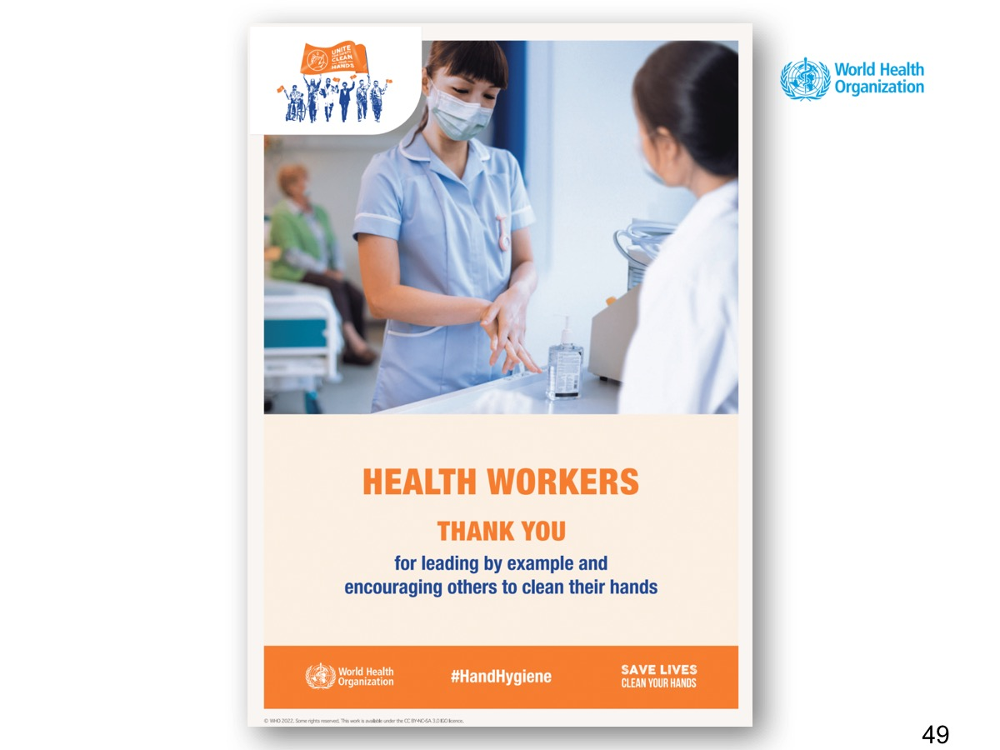 UNITE
CLEAN
HANDS
World Health
Organization
HEALTH WORKERS
THANK YOU
for leading by example and
encouraging others to clean their hands
World Health
Organization
#HandHygiene
SAVE LIVES
CLEAN YOUR HANDS
© WHO 2022. Some rights reserved. This work is available under the CC BY-NC-SA 3.0 IGO licence.
49